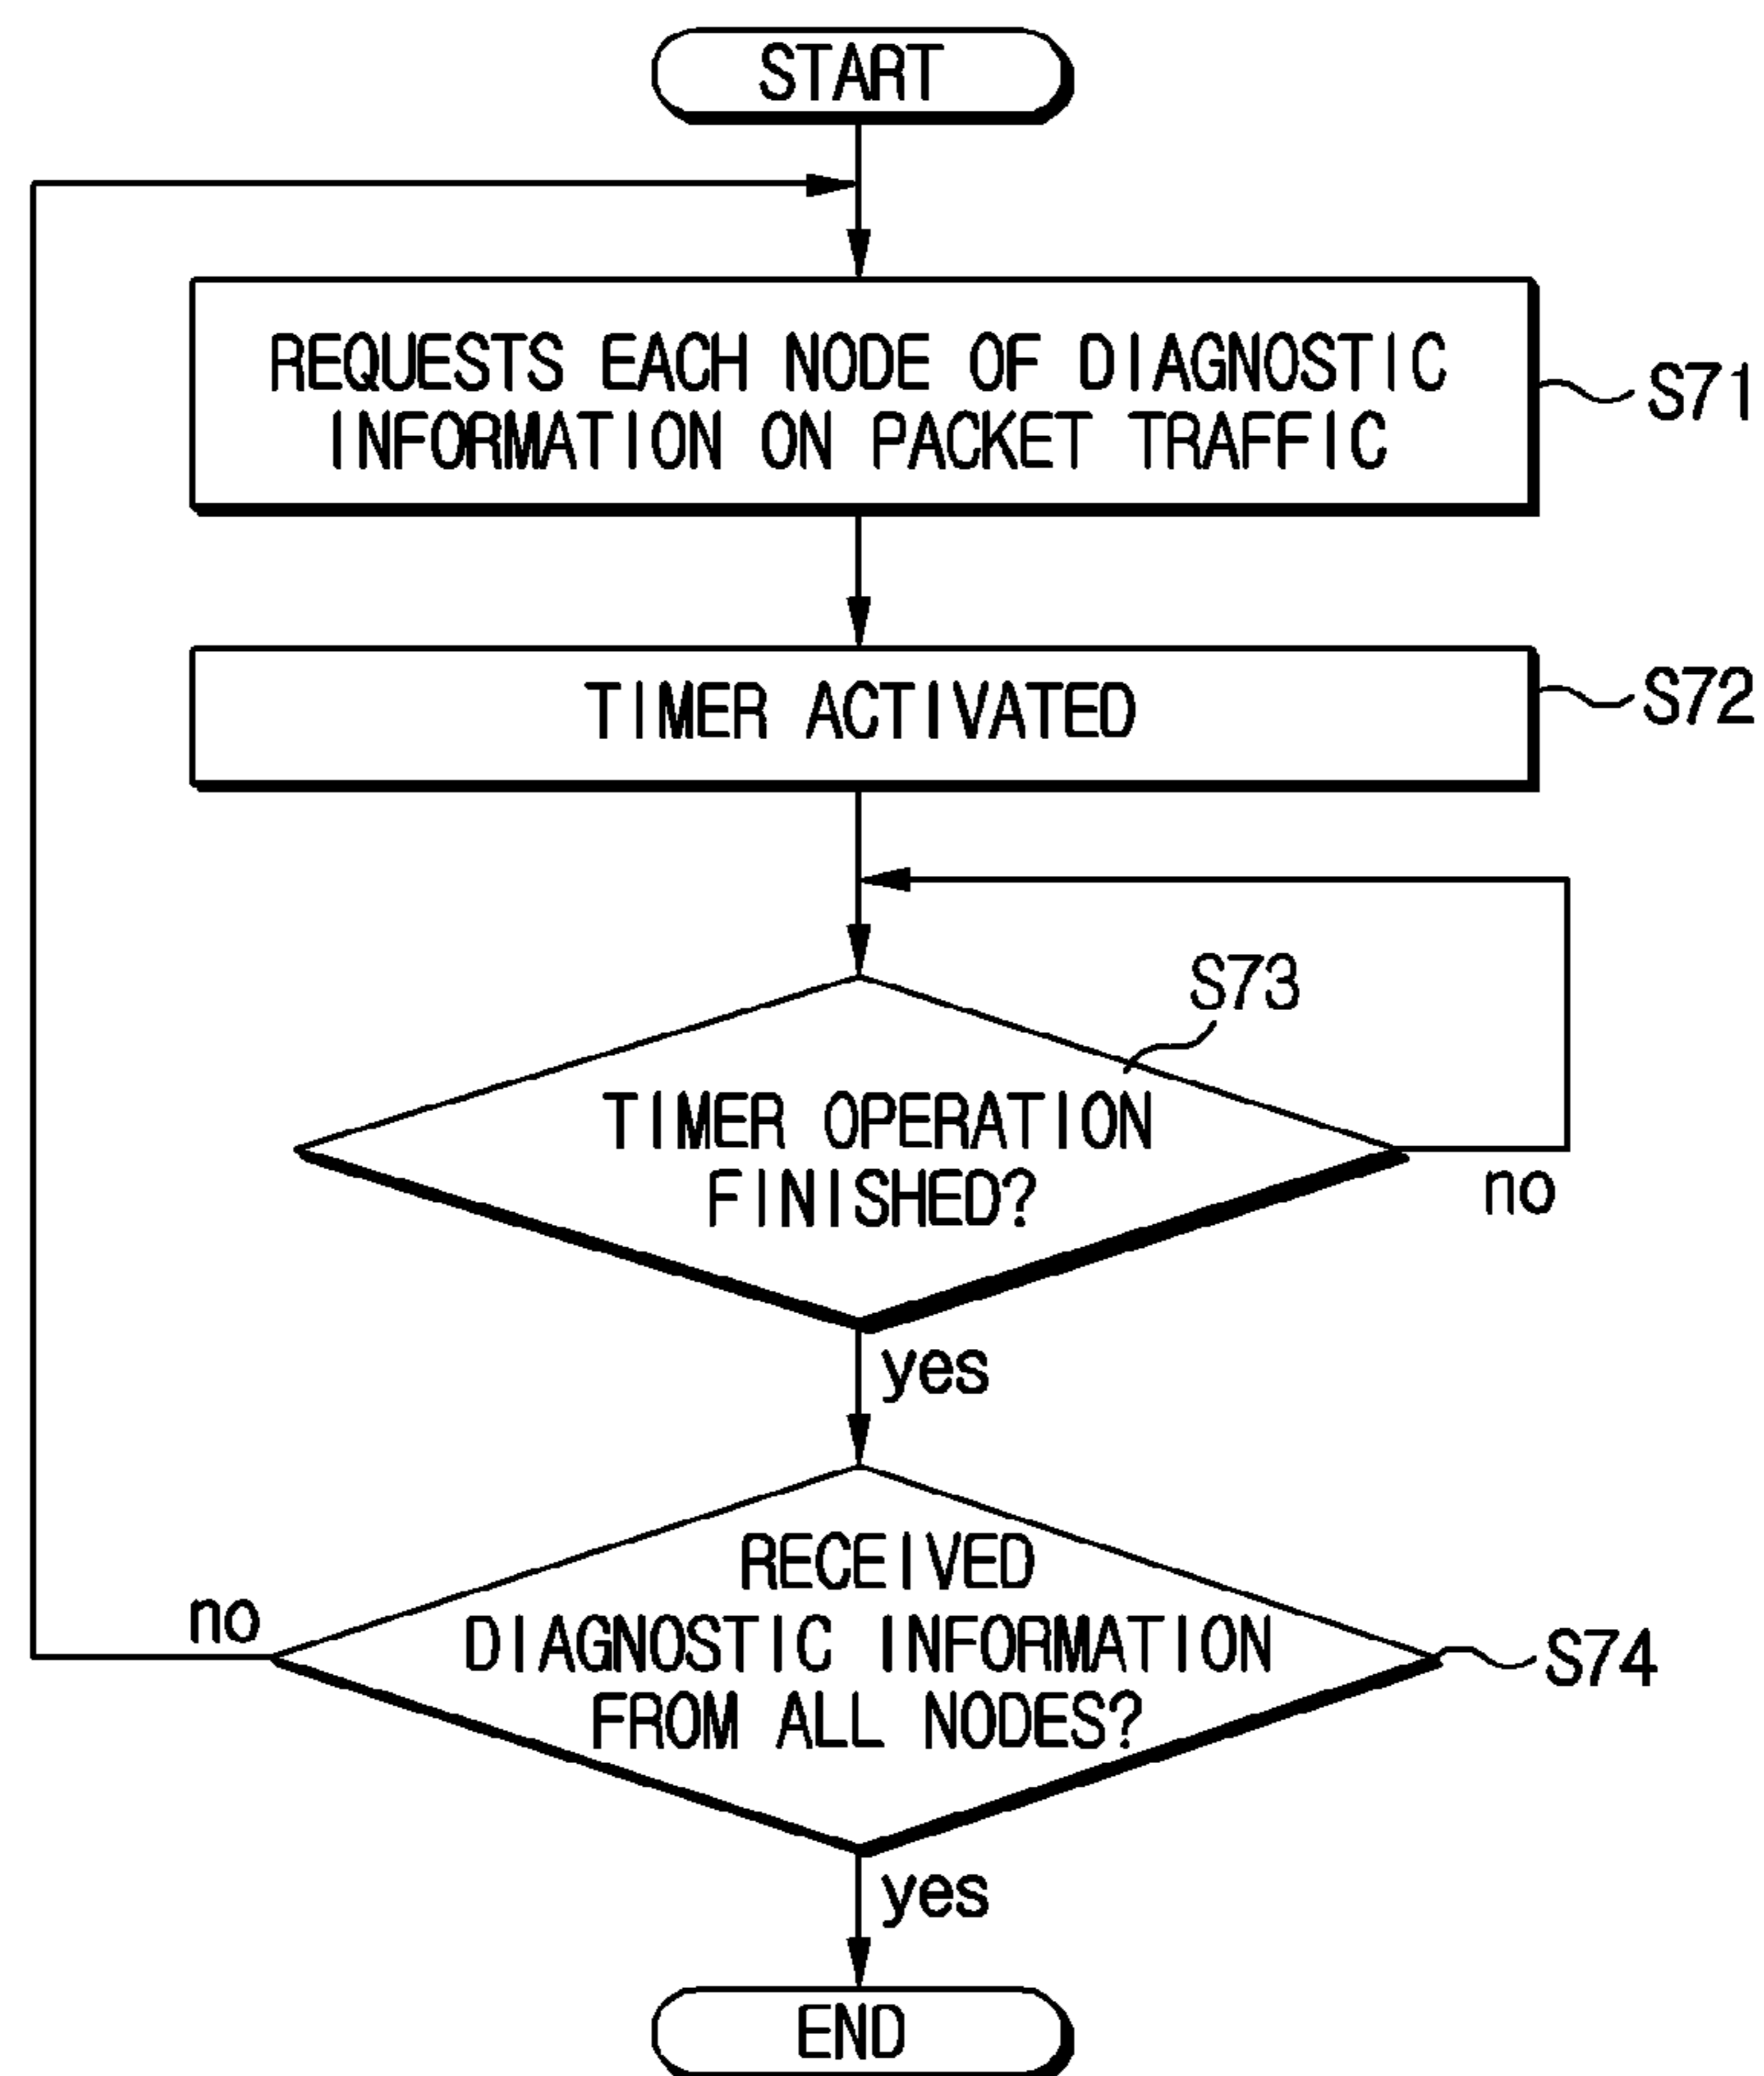 START
REQUESTS EACH NODE OF DIAGNOSTIC
INFORMATION ON PACKET TRAFFIC
S71
TIMER ACTIVATED
S72
S73
TIMER OPERATION
FINISHED?
no
yes
RECEIVED
DIAGNOSTIC INFORMATION
FROM ALL NODES?
no
S74
yes
END